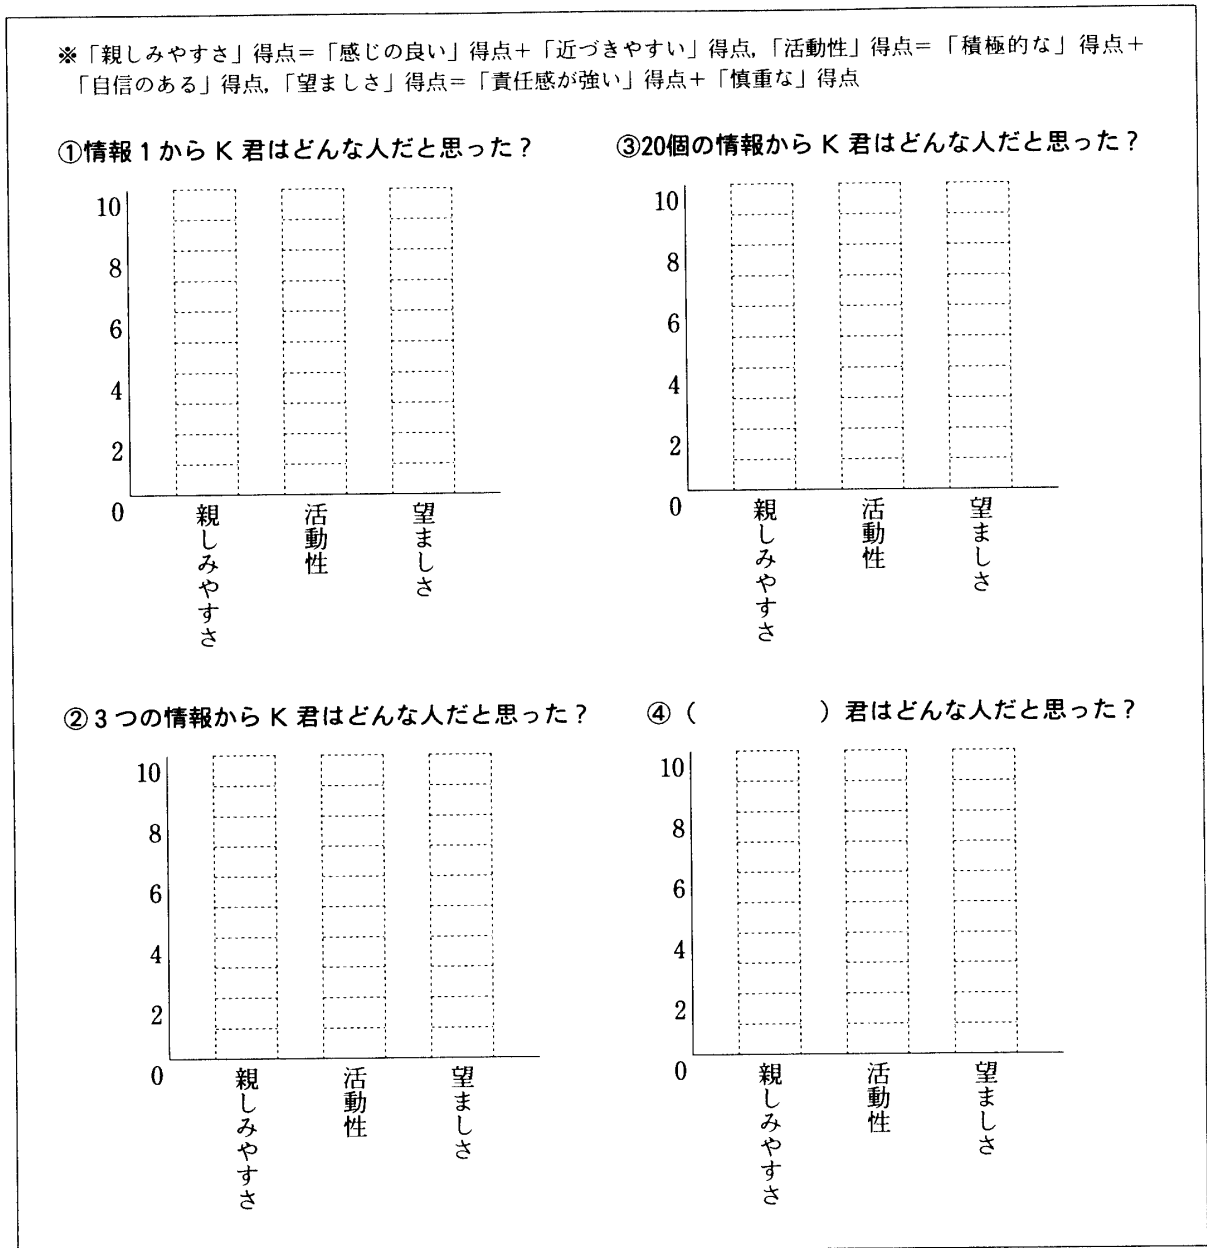 ※「親しみやすさ」得点=「感じの良い」得点+「近づきやすい」得点,「活動性」得点=「積極的な」得点+
「自信のある」得点,「望ましさ」得点=「責任感が強い」得点+「慎重な」得点
①情報1から K 君はどんな人だと思った?
10
8
6
4
2
0
親しみやすさ
活動性
望ましさ
③20個の情報から K 君はどんな人だと思った?
10
8
6
4
2
0
親しみやすさ
活動性
望ましさ
②3つの情報から K 君はどんな人だと思った?
10
8
6
4
2
0
親しみやすさ
活動性
望ましさ
④( )君はどんな人だと思った?
10
8
6
4
2
0
親しみやすさ
活動性
望ましさ